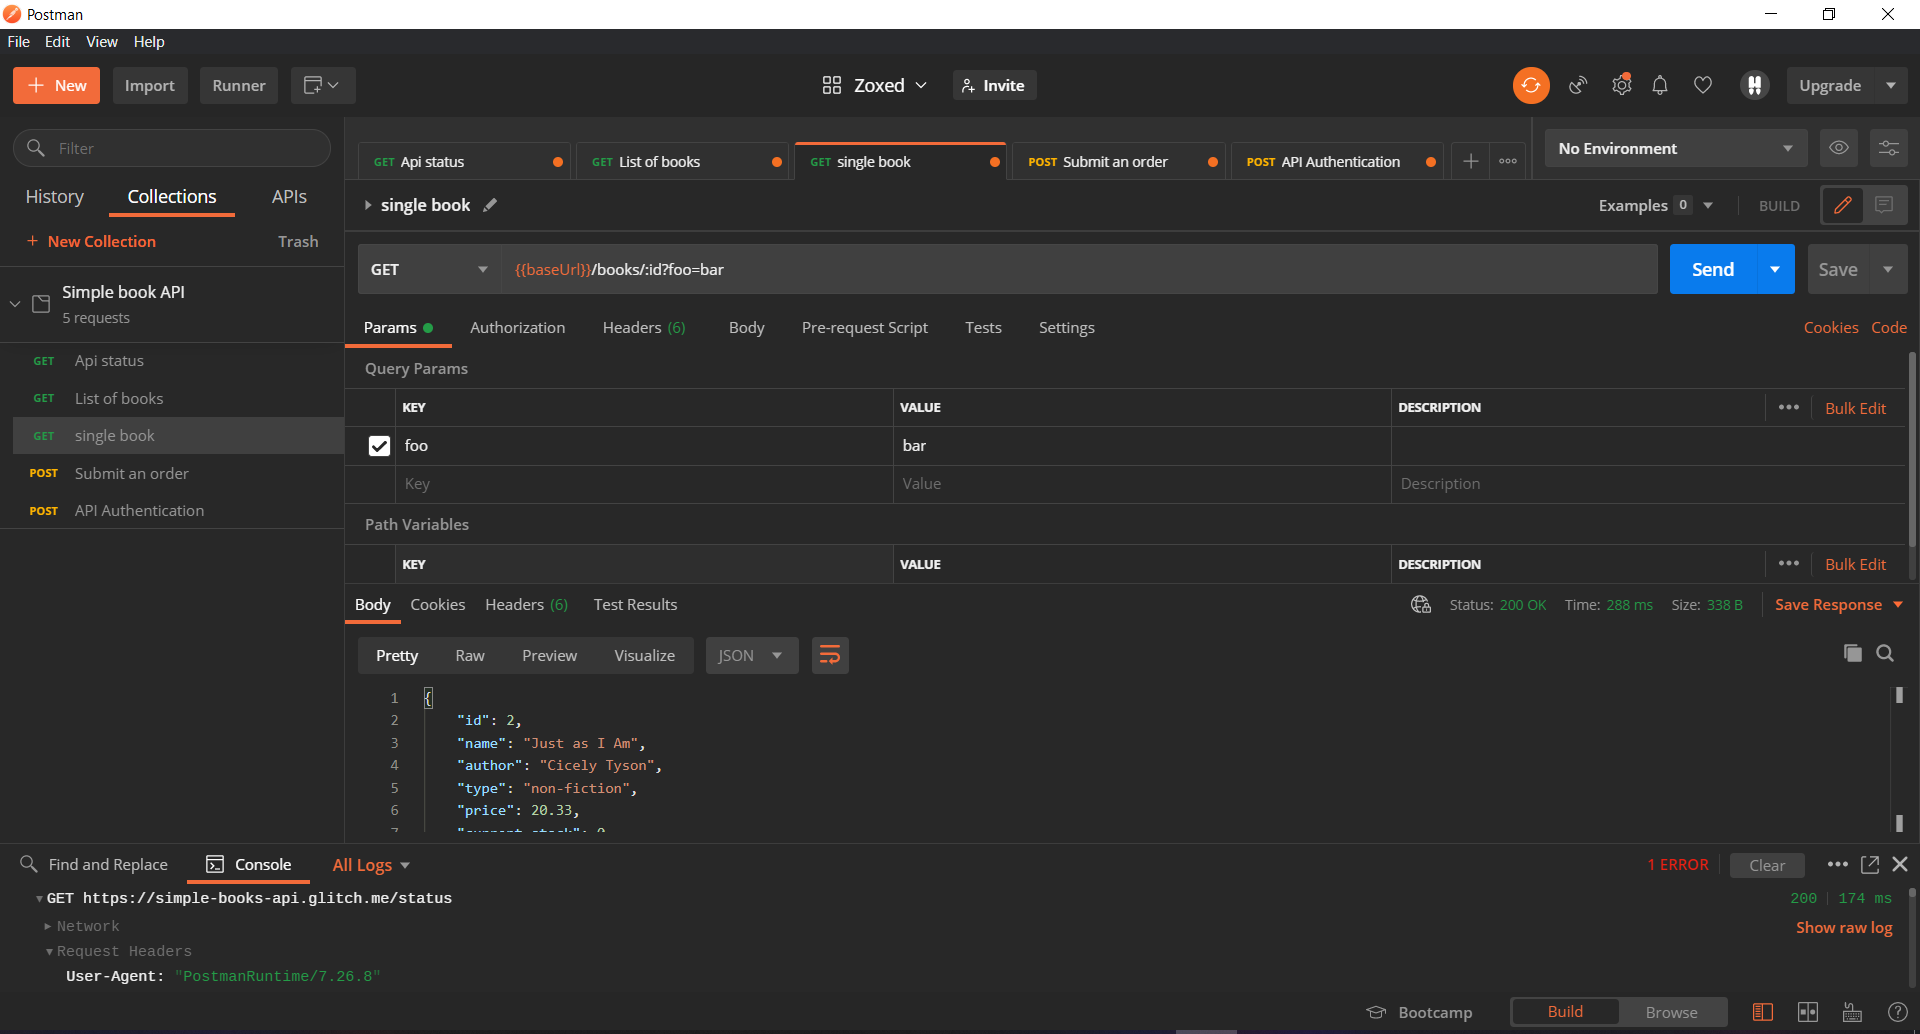 Postman
File Edit View Help
New Import Runner Zoxed Invite Upgrade
Filter
History Collections APIs
New Collection Trash
Simple book API
5 requests
GET Api status
GET List of books
GET single book
POST Submit an order
POST API Authentication
GET Api status GET List of books GET single book POST Submit an order POST API Authentication No Environment
single book Examples 0 BUILD
GET {{baseUrl}}/books/:id?foo=bar Send Save
Params Authorization Headers (6) Body Pre-request Script Tests Settings Cookies Code
Query Params
KEY VALUE DESCRIPTION Bulk Edit
foo bar
Key Value Description
Path Variables
KEY VALUE DESCRIPTION Bulk Edit
Body Cookies Headers (6) Test Results Status: 200 OK Time: 288 ms Size: 338 B Save Response
Pretty Raw Preview Visualize JSON
1 {
2 "id": 2,
3 "name": "Just as I Am",
4 "author": "Cicely Tyson",
5 "type": "non-fiction",
6 "price": 20.33,
Find and Replace Console All Logs 1 ERROR Clear
GET https://simple-books-api.glitch.me/status 200 174 ms
Network Show raw log
Request Headers
User-Agent: "PostmanRuntime/7.26.8"
Bootcamp Build Browse